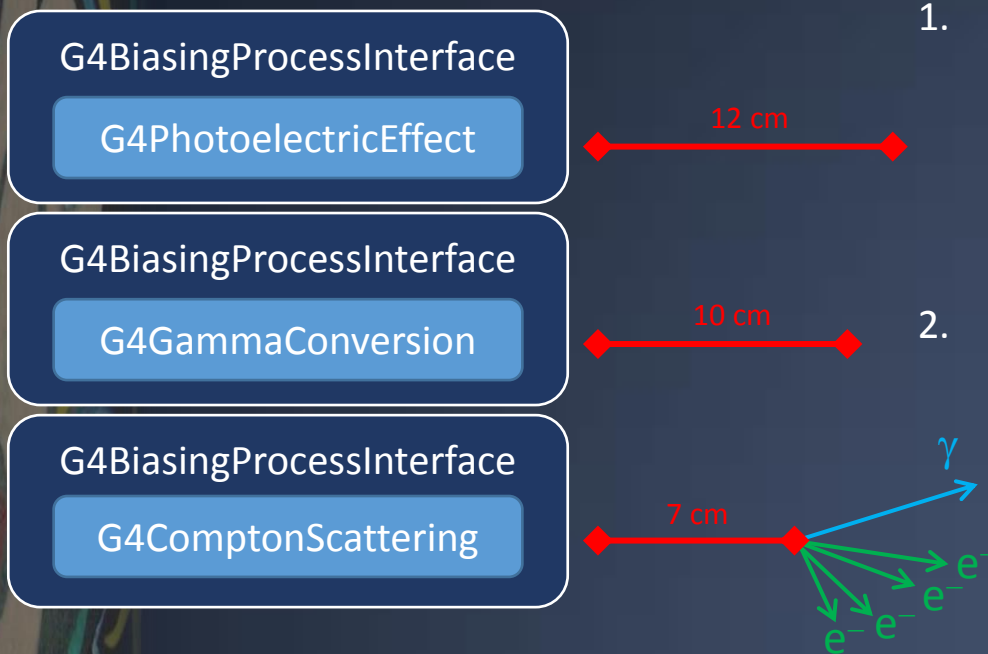 1.
G4BiasingProcessInterface
G4PhotoelectricEffect
12 cm
G4BiasingProcessInterface
G4GammaConversion
10 cm
2.
G4BiasingProcessInterface
G4ComptonScattering
7 cm
γ
e⁻
e⁻
e⁻
e⁻